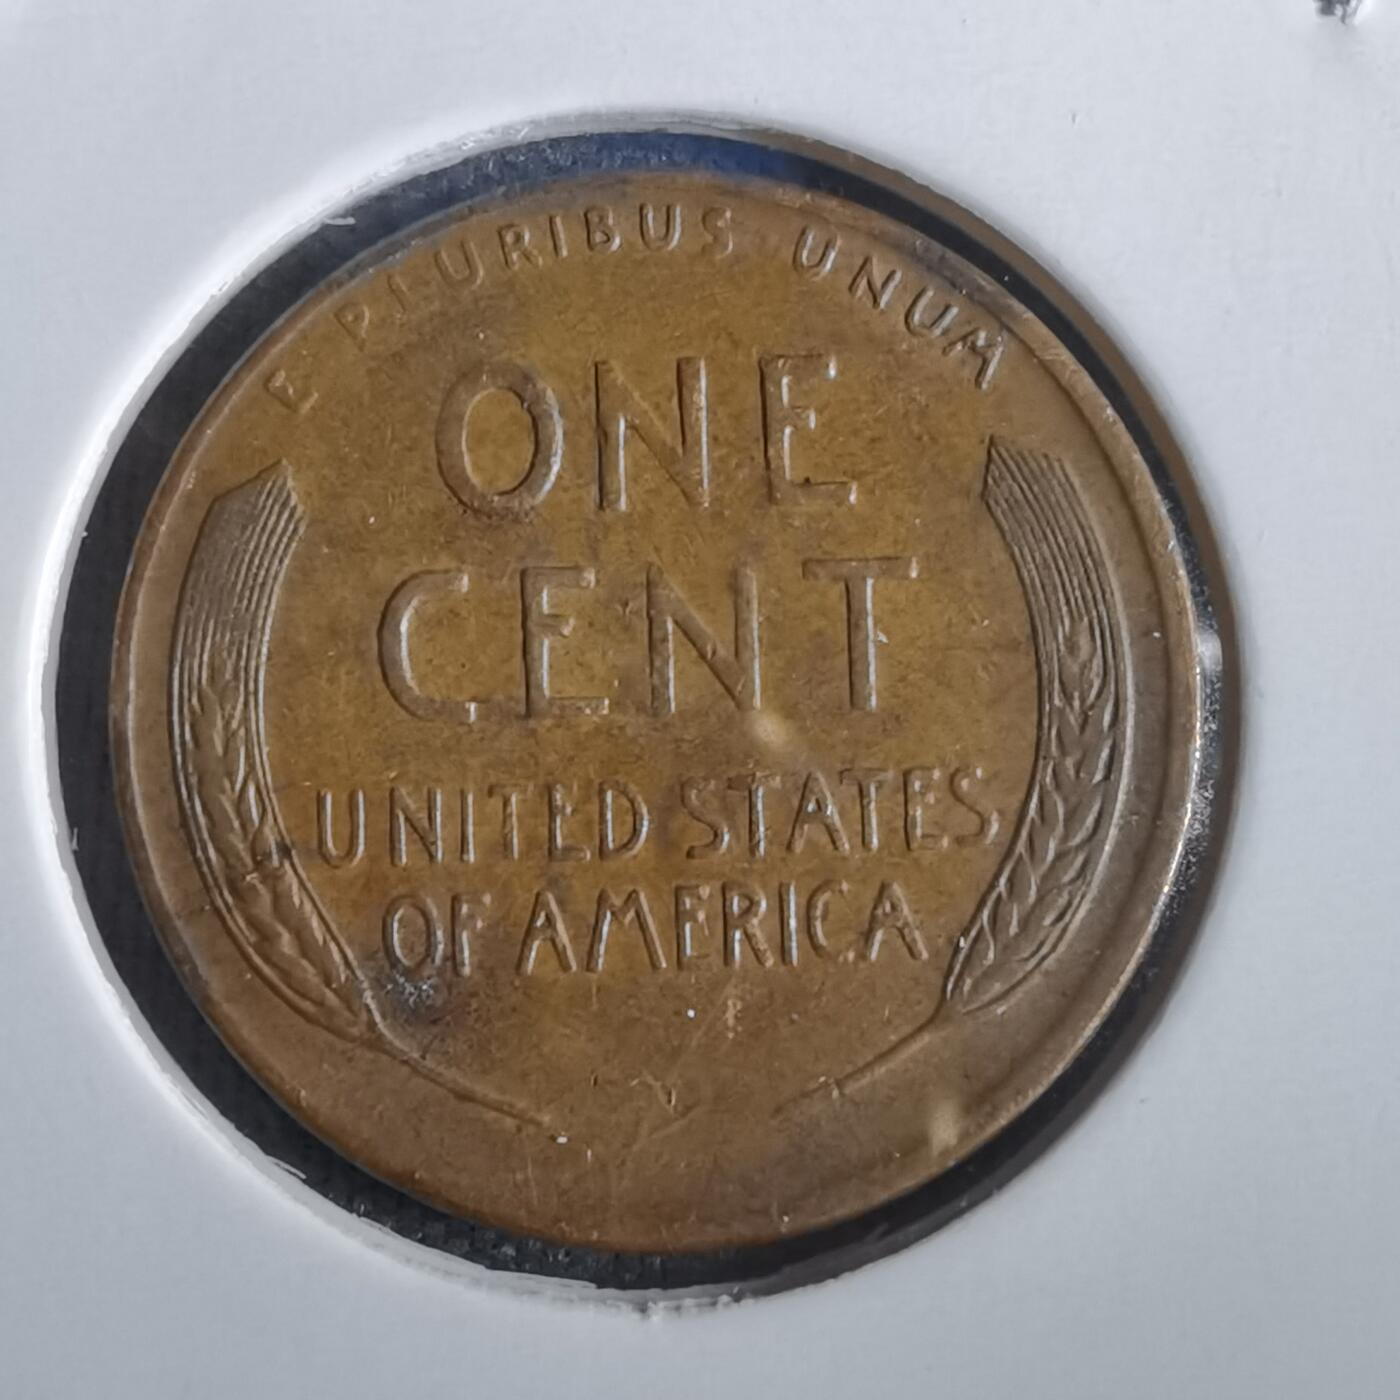 E PLURIBUS UNUM
ONE
CENT
UNITED STATES
OF AMERICA